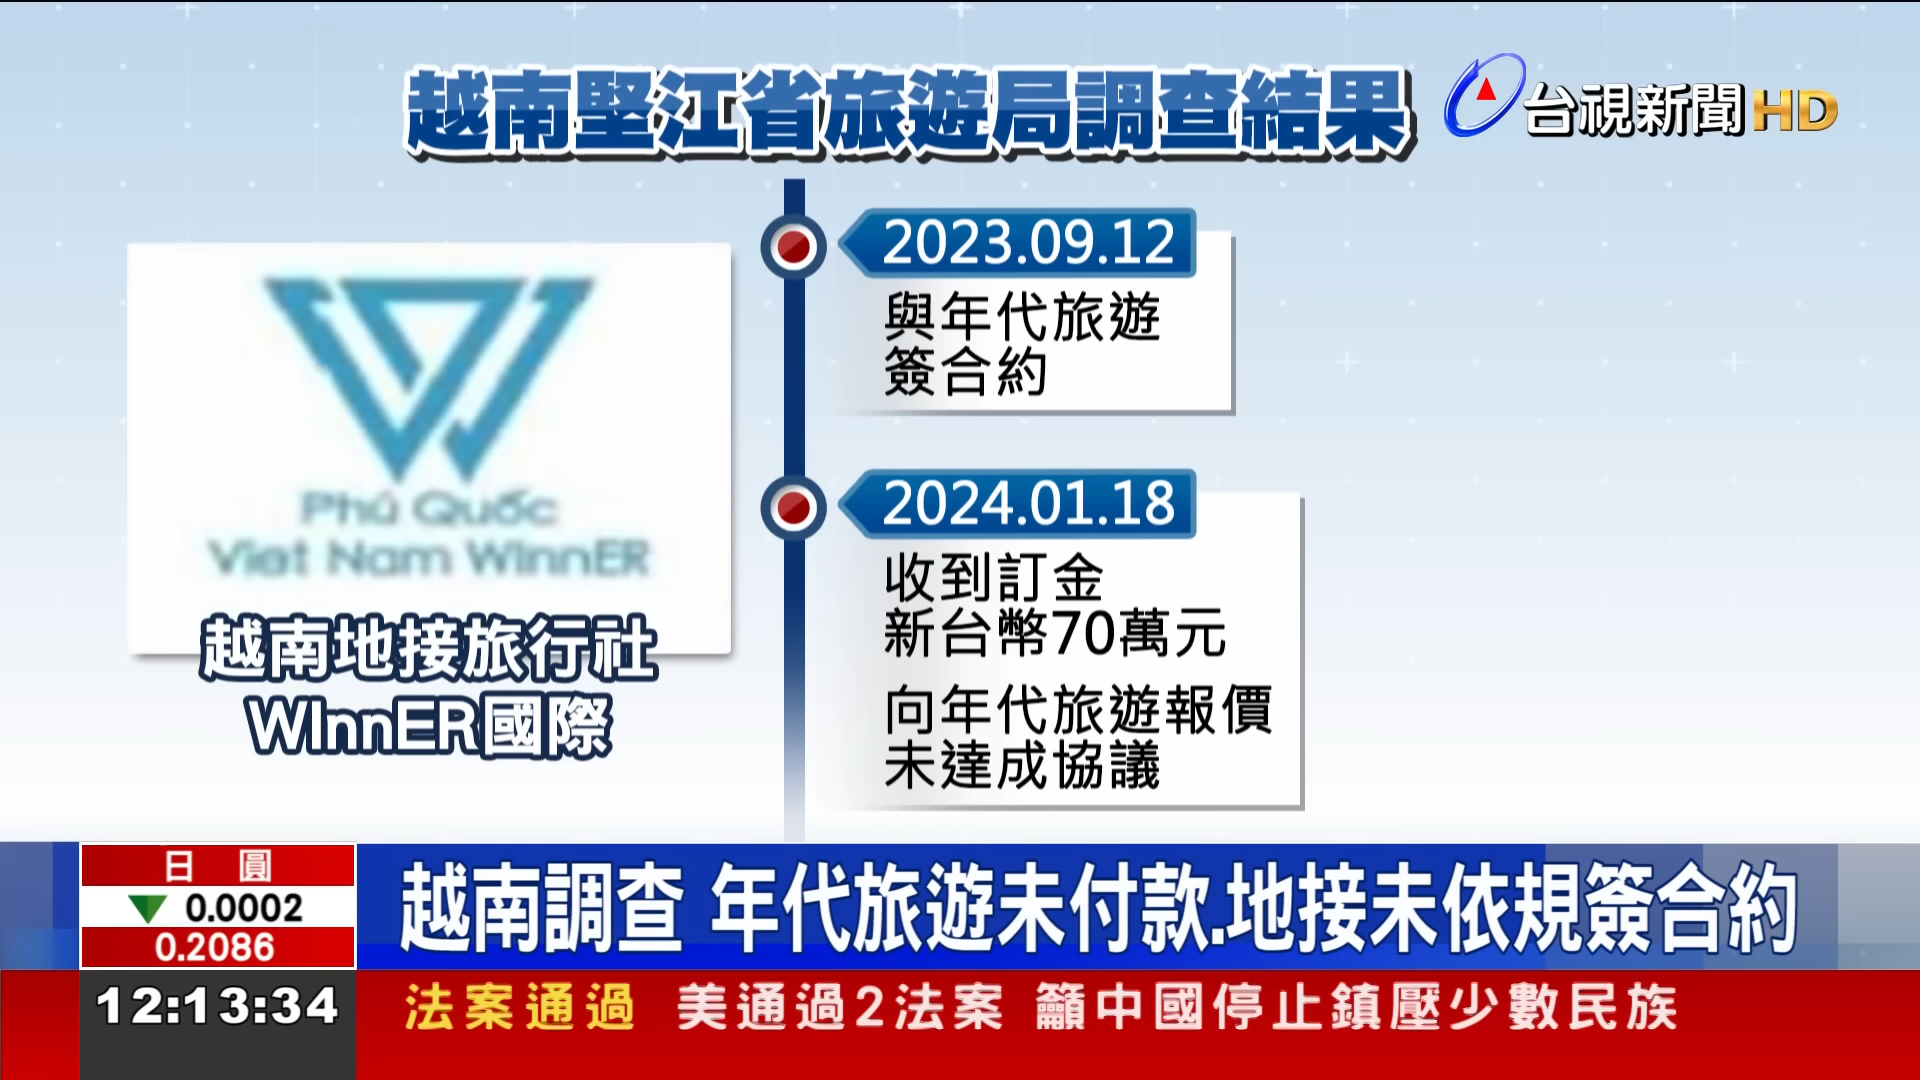 越南堅江省旅遊局調查結果
台視新聞HD
2023.09.12
與年代旅遊
簽合約
2024.01.18
收到訂金
新台幣70萬元
向年代旅遊報價
未達成協議
Phú Quốc
Viet Nam WInnER
越南地接旅行社
WInnER國際
日 圓
0.0002
0.2086
越南調查 年代旅遊未付款.地接未依規簽合約
12:13:34
法案通過 美通過2法案 籲中國停止鎮壓少數民族